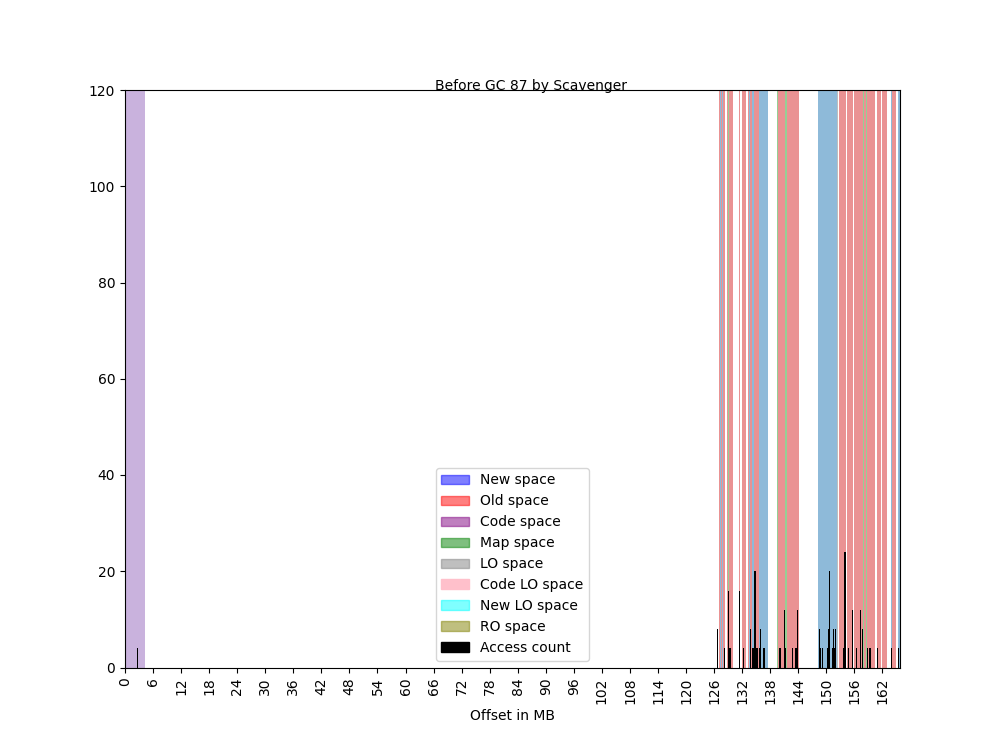 Before GC 87 by Scavenger
120
100
80
60
40
20
0
New space
Old space
Code space
Map space
LO space
Code LO space
New LO space
RO space
Access count
0 6 12 18 24 30 36 42 48 54 60 66 72 78 84 90 96 102 108 114 120 126 132 138 144 150 156 162
Offset in MB